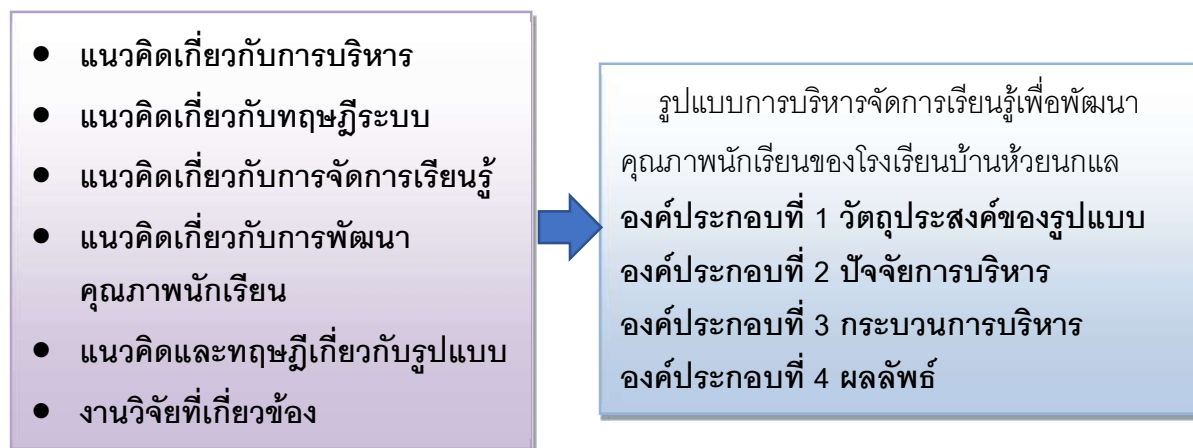 • แนวคิดเกี่ยวกับการบริหาร
• แนวคิดเกี่ยวกับทฤษฎีระบบ
• แนวคิดเกี่ยวกับการจัดการเรียนรู้
• แนวคิดเกี่ยวกับการพัฒนา
คุณภาพนักเรียน
• แนวคิดและทฤษฎีเกี่ยวกับรูปแบบ
• งานวิจัยที่เกี่ยวข้อง
รูปแบบการบริหารจัดการเรียนรู้เพื่อพัฒนา
คุณภาพนักเรียนของโรงเรียนบ้านห้วยนกแล
องค์ประกอบที่ 1 วัตถุประสงค์ของรูปแบบ
องค์ประกอบที่ 2 ปัจจัยการบริหาร
องค์ประกอบที่ 3 กระบวนการบริหาร
องค์ประกอบที่ 4 ผลลัพธ์